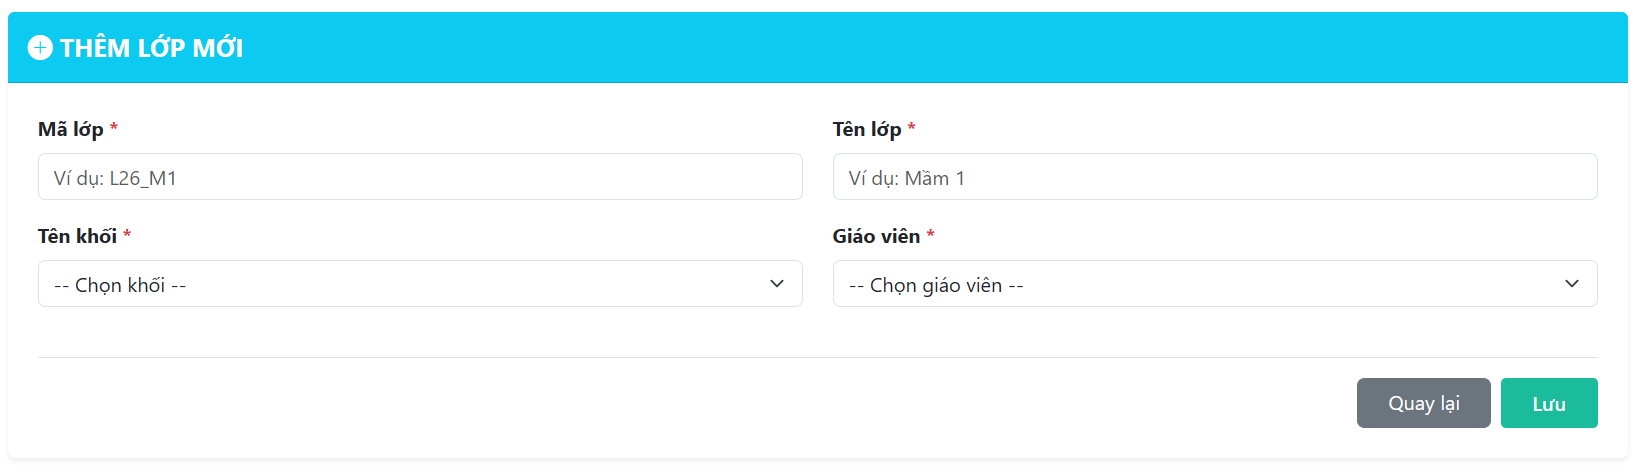 THÊM LỚP MỚI
Mã lớp *
Tên lớp *
Ví dụ: L26_M1
Ví dụ: Mầm 1
Tên khối *
Giáo viên *
-- Chọn khối --
-- Chọn giáo viên --
Quay lại
Lưu